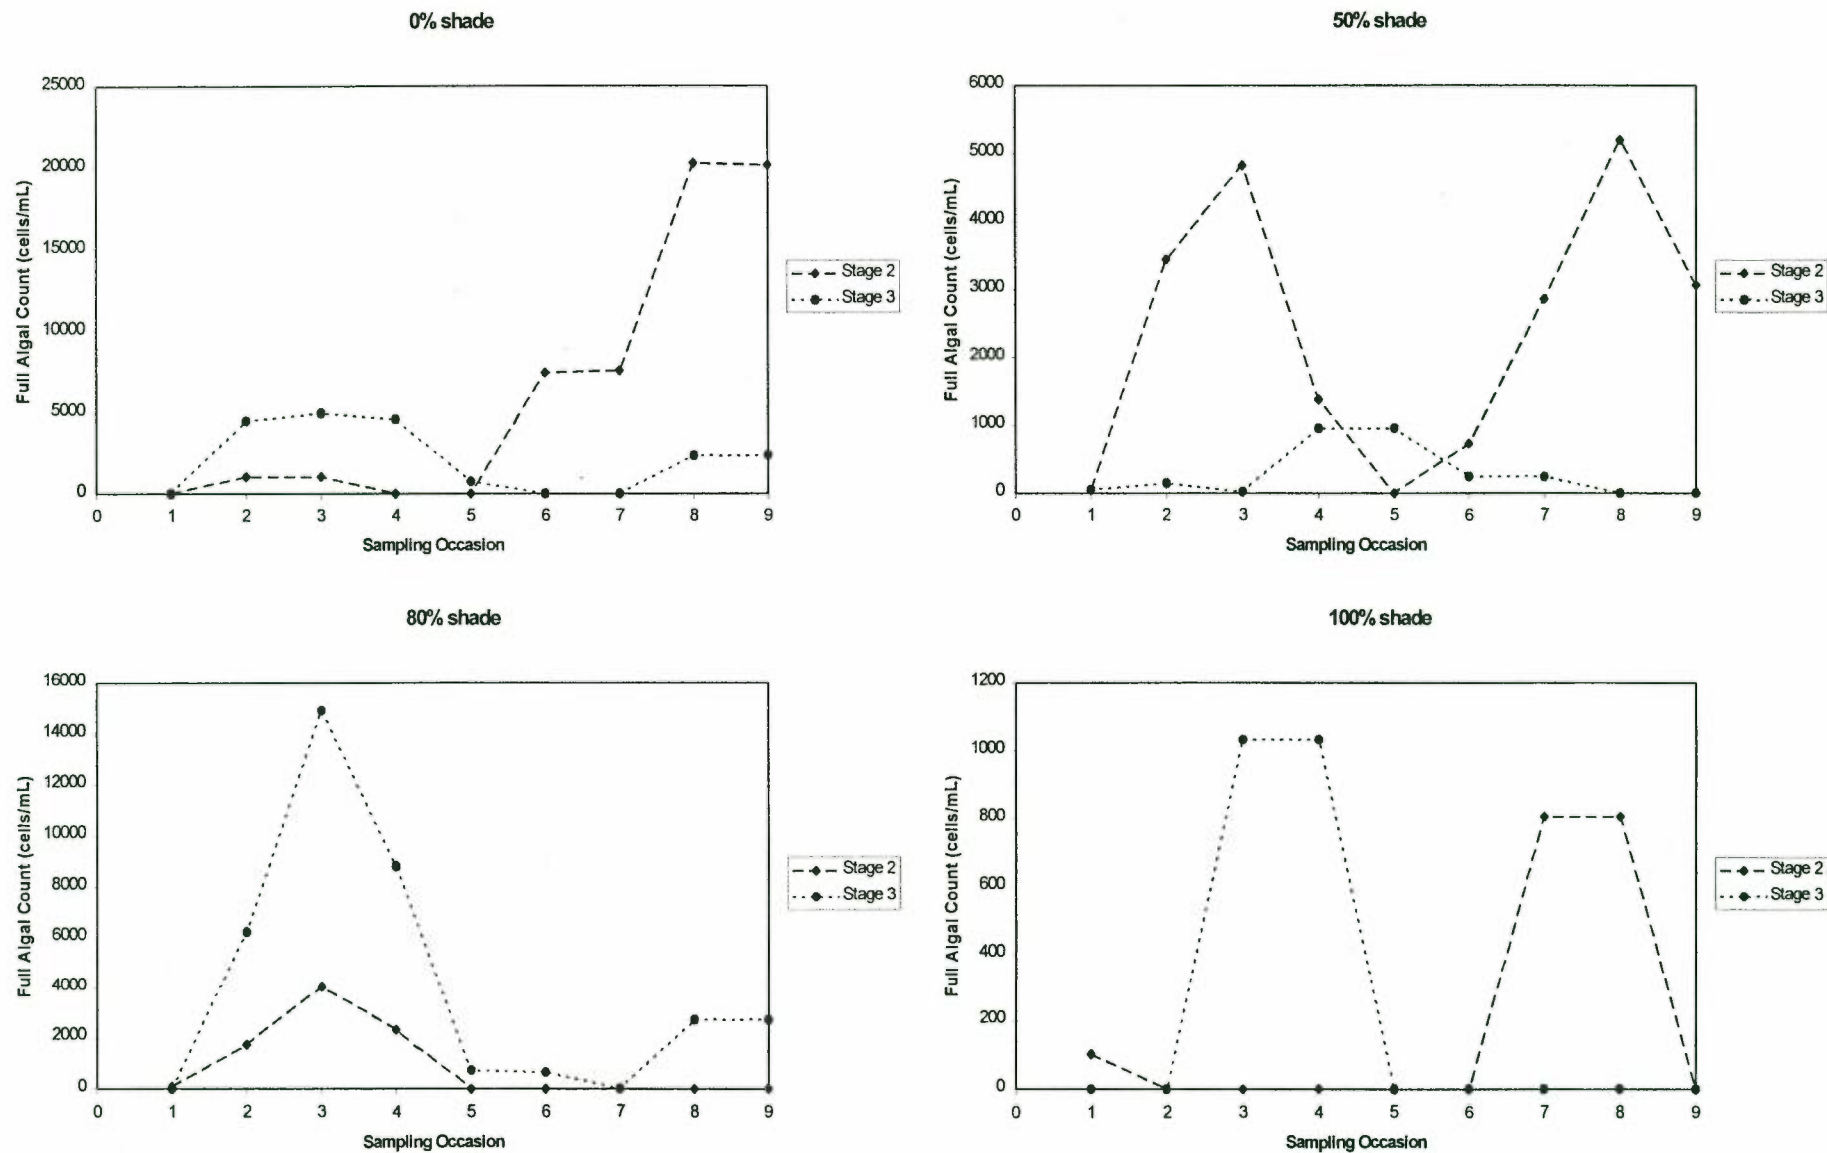 0% shade
Full Algal Count (cells/mL)
25000
20000
15000
10000
5000
0
0 1 2 3 4 5 6 7 8 9
Sampling Occasion
Stage 2
Stage 3
50% shade
Full Algal Count (cells/mL)
6000
5000
4000
3000
2000
1000
0
0 1 2 3 4 5 6 7 8 9
Sampling Occasion
Stage 2
Stage 3
80% shade
Full Algal Count (cells/mL)
16000
14000
12000
10000
8000
6000
4000
2000
0
0 1 2 3 4 5 6 7 8 9
Sampling Occasion
Stage 2
Stage 3
100% shade
Full Algal Count (cells/mL)
1200
1000
800
600
400
200
0
0 1 2 3 4 5 6 7 8 9
Sampling Occasion
Stage 2
Stage 3